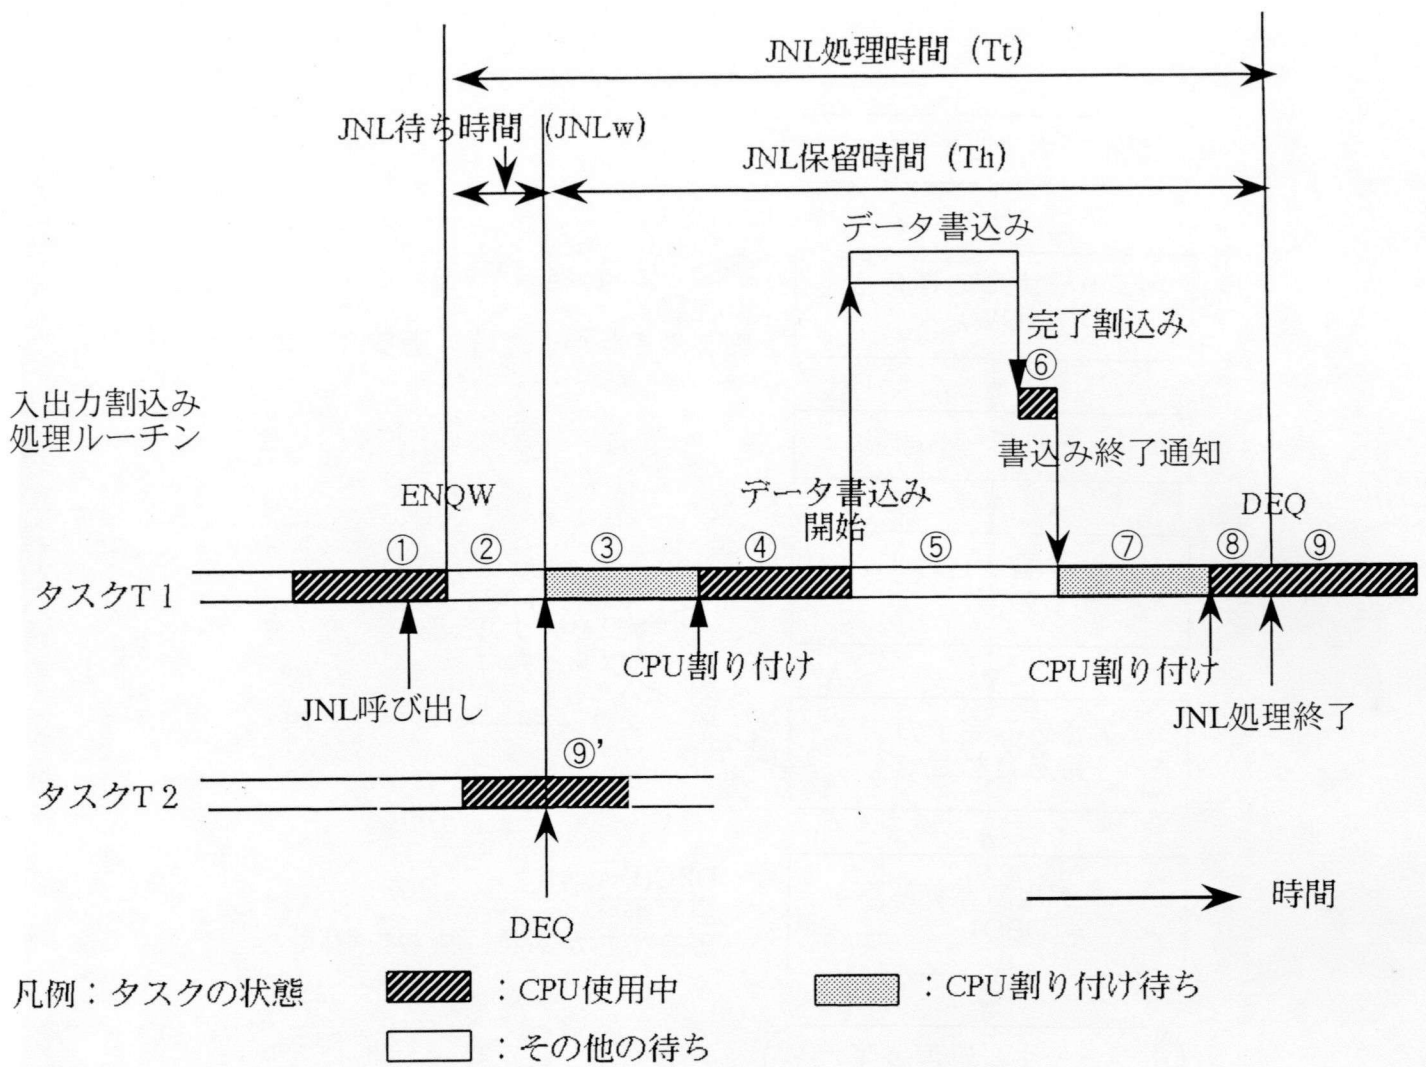 JNL処理時間 (Tt)
JNL待ち時間 (JNLw)
JNL保留時間 (Th)
データ書込み
完了割込み
⑥
入出力割込み
処理ルーチン
書込み終了通知
ENQW
データ書込み
開始
DEQ
① ② ③ ④ ⑤ ⑦ ⑧ ⑨
タスクT1
CPU割り付け
CPU割り付け
JNL呼び出し
JNL処理終了
⑨’
タスクT2
時間
DEQ
凡例:タスクの状態
:CPU使用中
:CPU割り付け待ち
:その他の待ち